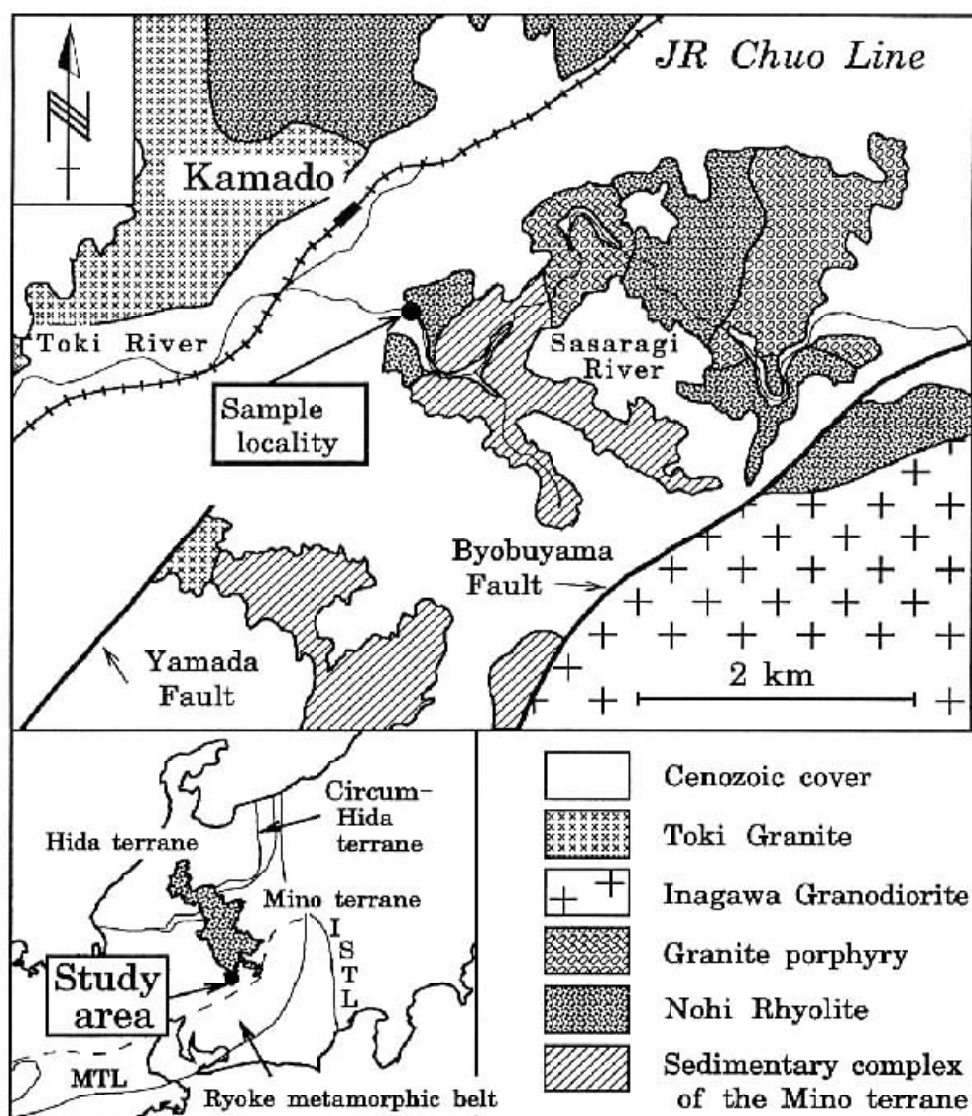 N
JR Chuo Line
Kamado
Toki River
Sasaragi
River
Sample
locality
Byobuyama
Fault
Yamada
Fault
2 km
Circum-
Hida
terrane
Hida terrane
Mino terrane
I
S
T
L
Study
area
MTL
Ryoke metamorphic belt
Cenozoic cover
Toki Granite
Inagawa Granodiorite
Granite porphyry
Nohi Rhyolite
Sedimentary complex
of the Mino terrane